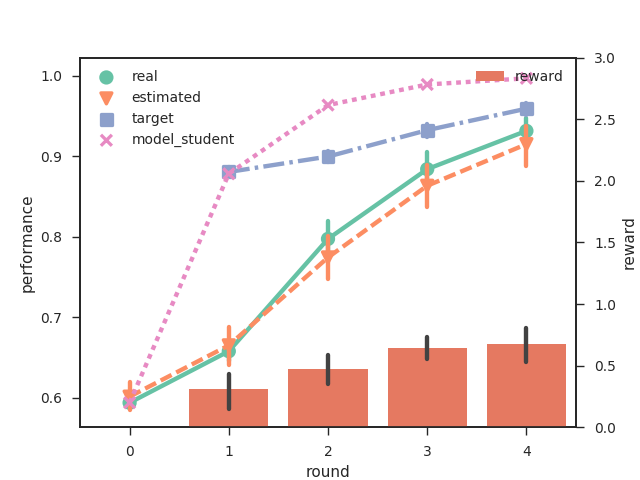 real
estimated
target
model_student
reward
1.0
0.9
0.8
0.7
0.6
performance
3.0
2.5
2.0
1.5
1.0
0.5
0.0
reward
0 1 2 3 4
round